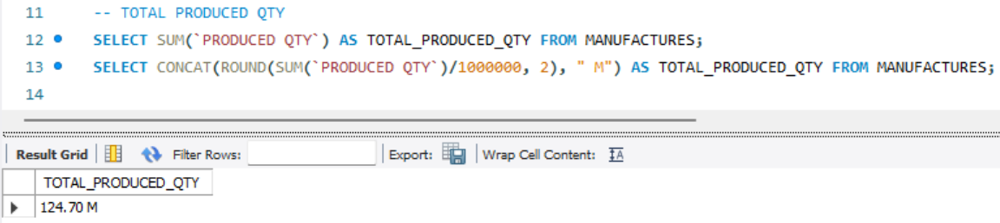 11 -- TOTAL PRODUCED QTY
12 SELECT SUM(`PRODUCED QTY`) AS TOTAL_PRODUCED_QTY FROM MANUFACTURES;
13 SELECT CONCAT(ROUND(SUM(`PRODUCED QTY`)/1000000, 2), " M") AS TOTAL_PRODUCED_QTY FROM MANUFACTURES;
14
Result Grid Filter Rows: Export: Wrap Cell Content: IA
TOTAL_PRODUCED_QTY
124.70 M